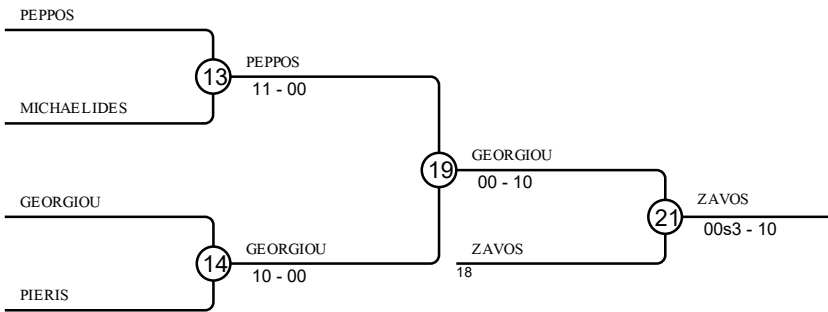 PEPPOS
13
PEPPOS
11 - 00
MICHAELIDES
19
GEORGIOU
00 - 10
GEORGIOU
14
GEORGIOU
10 - 00
PIERIS
21
ZAVOS
00s3 - 10
ZAVOS
18